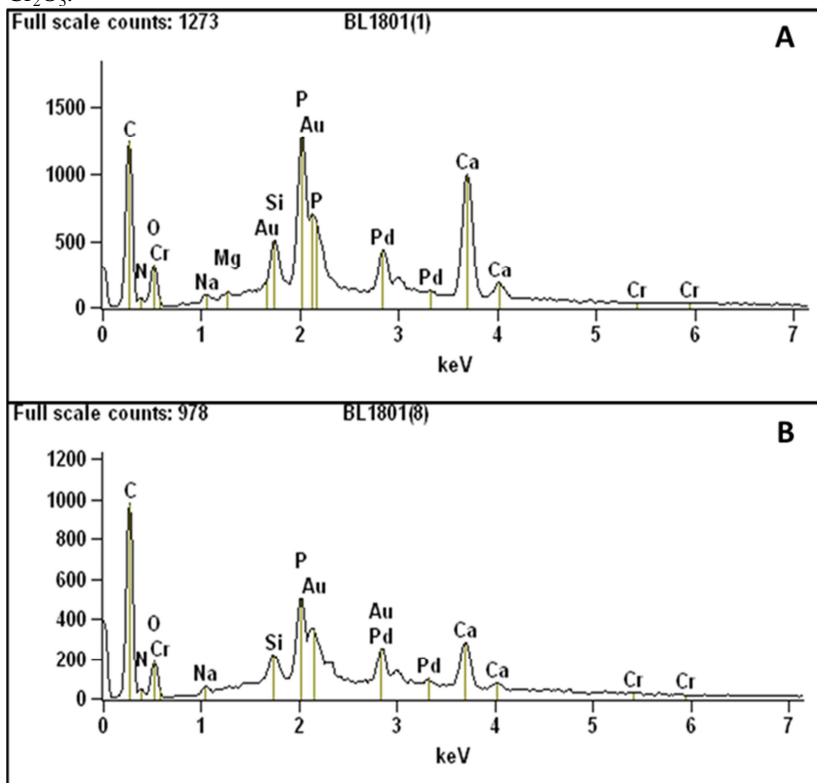 Cr₂O₃.
Full scale counts: 1273 BL1801(1) A
1500
1000
500
0
C
N
O
Cr
Na
Mg
Au
Si
P
Au
P
Pd
Pd
Ca
Ca
Cr
Cr
0 1 2 3 4 5 6 7
keV
Full scale counts: 978 BL1801(8) B
1200
1000
800
600
400
200
0
C
N
O
Cr
Na
Si
P
Au
Au
Pd
Pd
Ca
Ca
Cr
Cr
0 1 2 3 4 5 6 7
keV